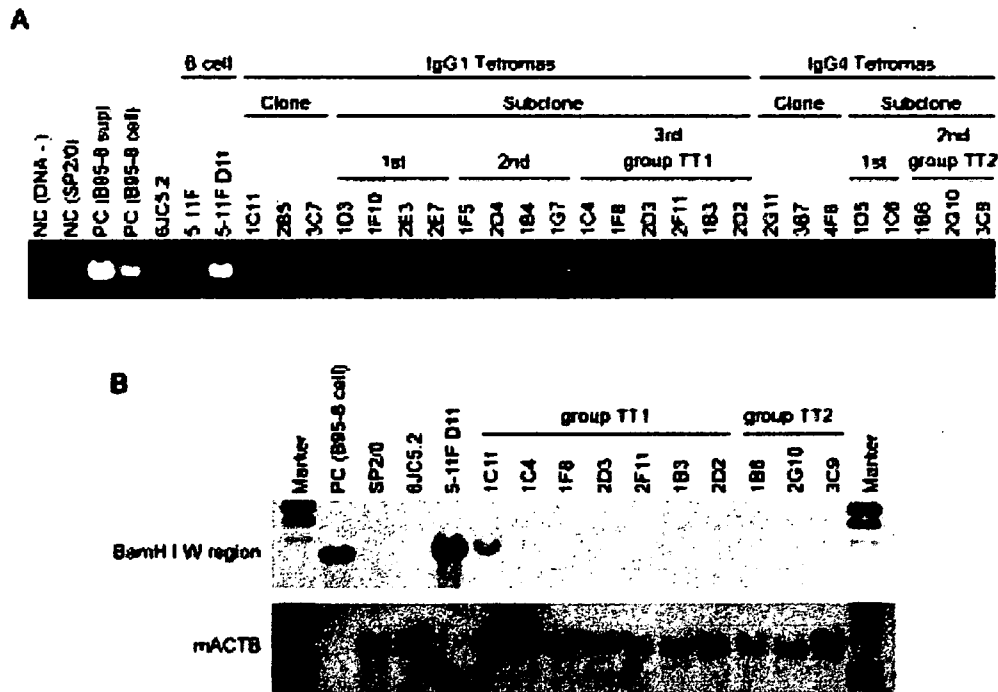 A
B cell IgG1 Tetromas IgG4 Tetromas
Clone Subclone Clone Subclone
3rd 2nd
1st 2nd group TT1 1st group TT2
NC (DNA -)
NC (SP2/0)
PC (B95-8 sup)
PC (B95-8 cell)
6JC5.2
5-11F
5-11F D11
1C11
2B5
3C7
1D3
1F10
2E3
2E7
1F5
2D4
1B4
1G7
1C4
1F8
2D3
2F11
1B3
2D2
2G11
3B7
4F8
1D5
1C6
1B6
2G10
3C9
B
group TT1 group TT2
Marker
PC (B95-8 cell)
SP2/0
6JC5.2
5-11F D11
1C11
1C4
1F8
2D3
2F11
1B3
2D2
1B6
2G10
3C9
Marker
BamH I W region
mACTB